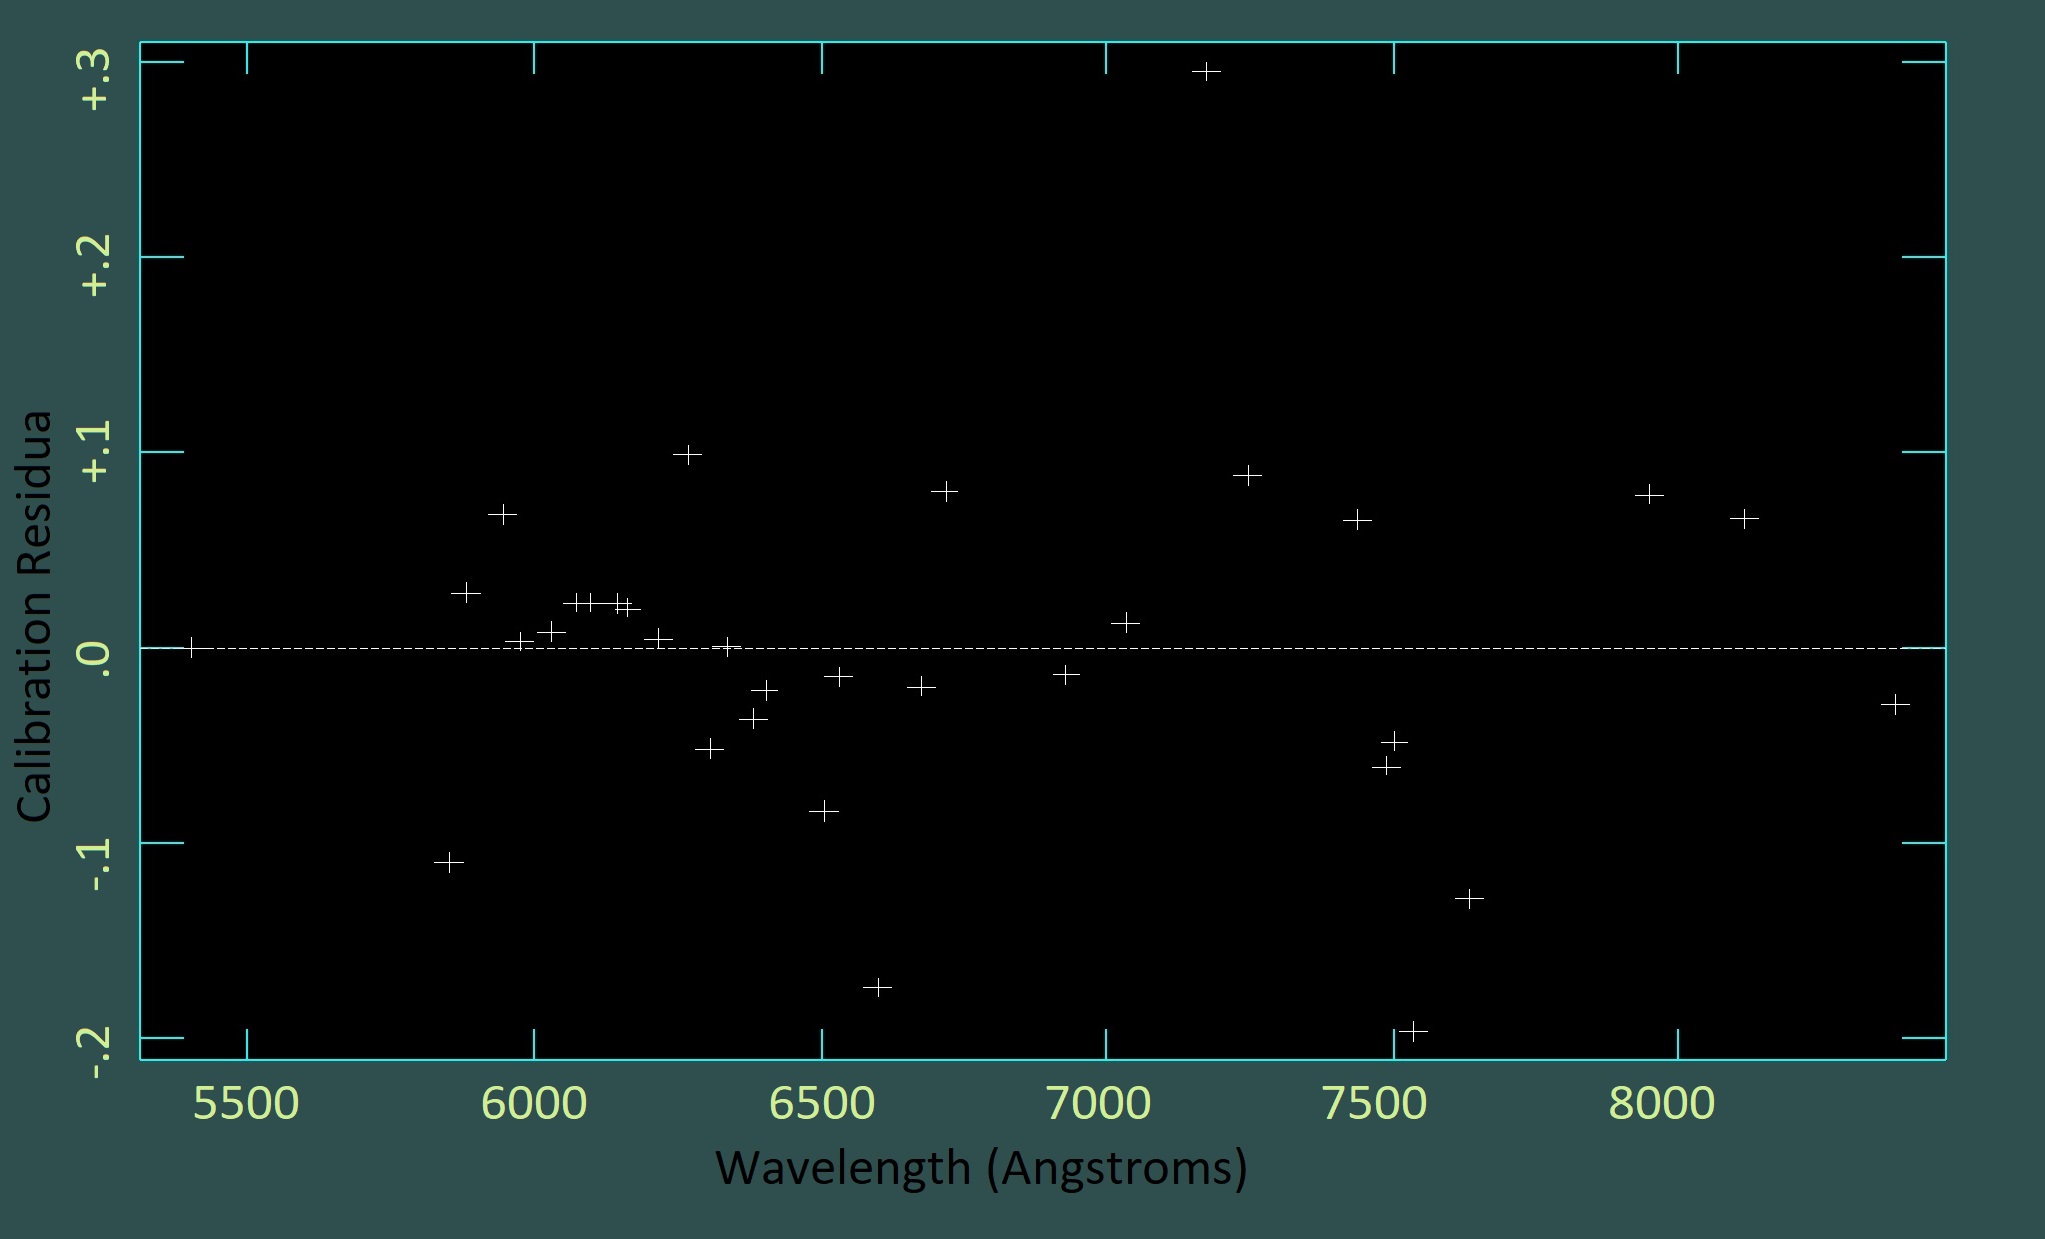 +.3
+.2
+.1
.0
-.1
-.2
Calibration Residua
5500 6000 6500 7000 7500 8000
Wavelength (Angstroms)